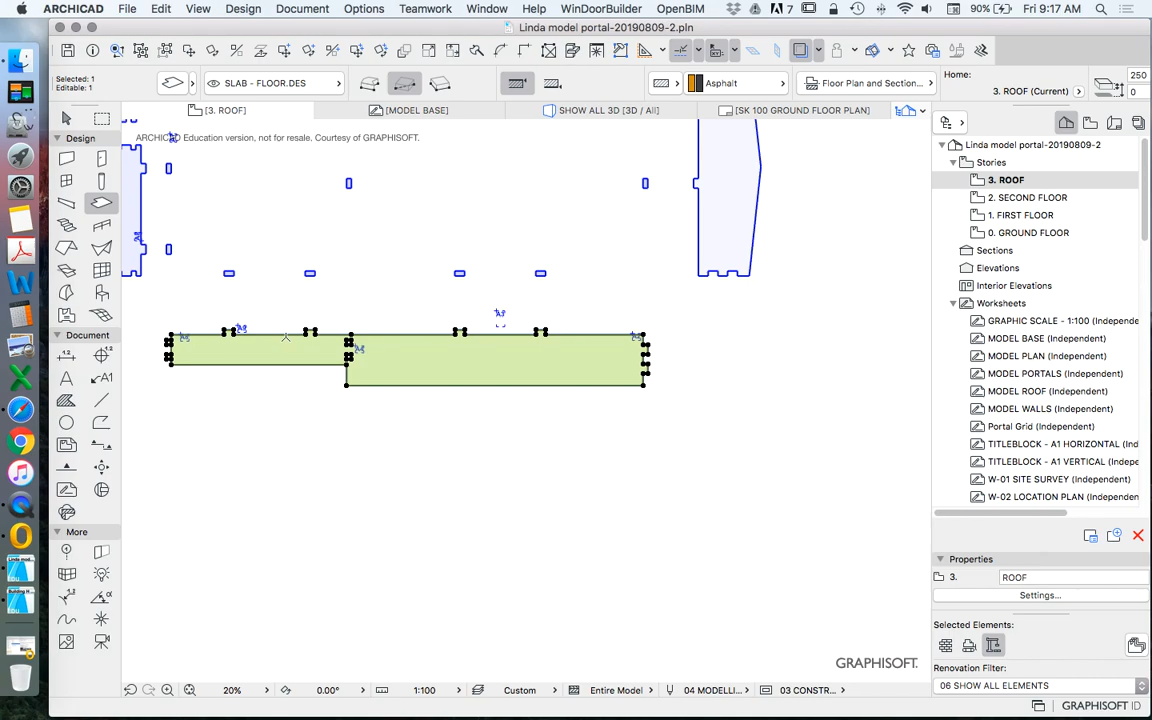 ARCHICAD File Edit View Design Document Options Teamwork Window WinDoorBuilder OpenBIM Help 7 90% Fri 9:17 AM
Linda model portal-20190809-2.pln
Selected: 1
Editable: 1
SLAB - FLOOR.DES
Asphalt
Floor Plan and Section...
Home:
3. ROOF (Current)
250
0
[3. ROOF]
[MODEL BASE]
SHOW ALL 3D [3D / All]
[SK 100 GROUND FLOOR PLAN]
ARCHICAD Education version, not for resale. Courtesy of GRAPHISOFT.
Design
Document
More
Linda model portal-20190809-2
Stories
3. ROOF
2. SECOND FLOOR
1. FIRST FLOOR
0. GROUND FLOOR
Sections
Elevations
Interior Elevations
Worksheets
GRAPHIC SCALE - 1:100 (Independe
MODEL BASE (Independent)
MODEL PLAN (Independent)
MODEL PORTALS (Independent)
MODEL ROOF (Independent)
MODEL WALLS (Independent)
Portal Grid (Independent)
TITLEBLOCK - A1 HORIZONTAL (Ind
TITLEBLOCK - A1 VERTICAL (Indepe
W-01 SITE SURVEY (Independent)
W-02 LOCATION PLAN (Independent)
Properties
3. ROOF
Settings...
Selected Elements:
Renovation Filter:
06 SHOW ALL ELEMENTS
GRAPHISOFT.
20% 0.00° 1:100 Custom Entire Model 04 MODELLI... 03 CONSTR...
GRAPHISOFT ID